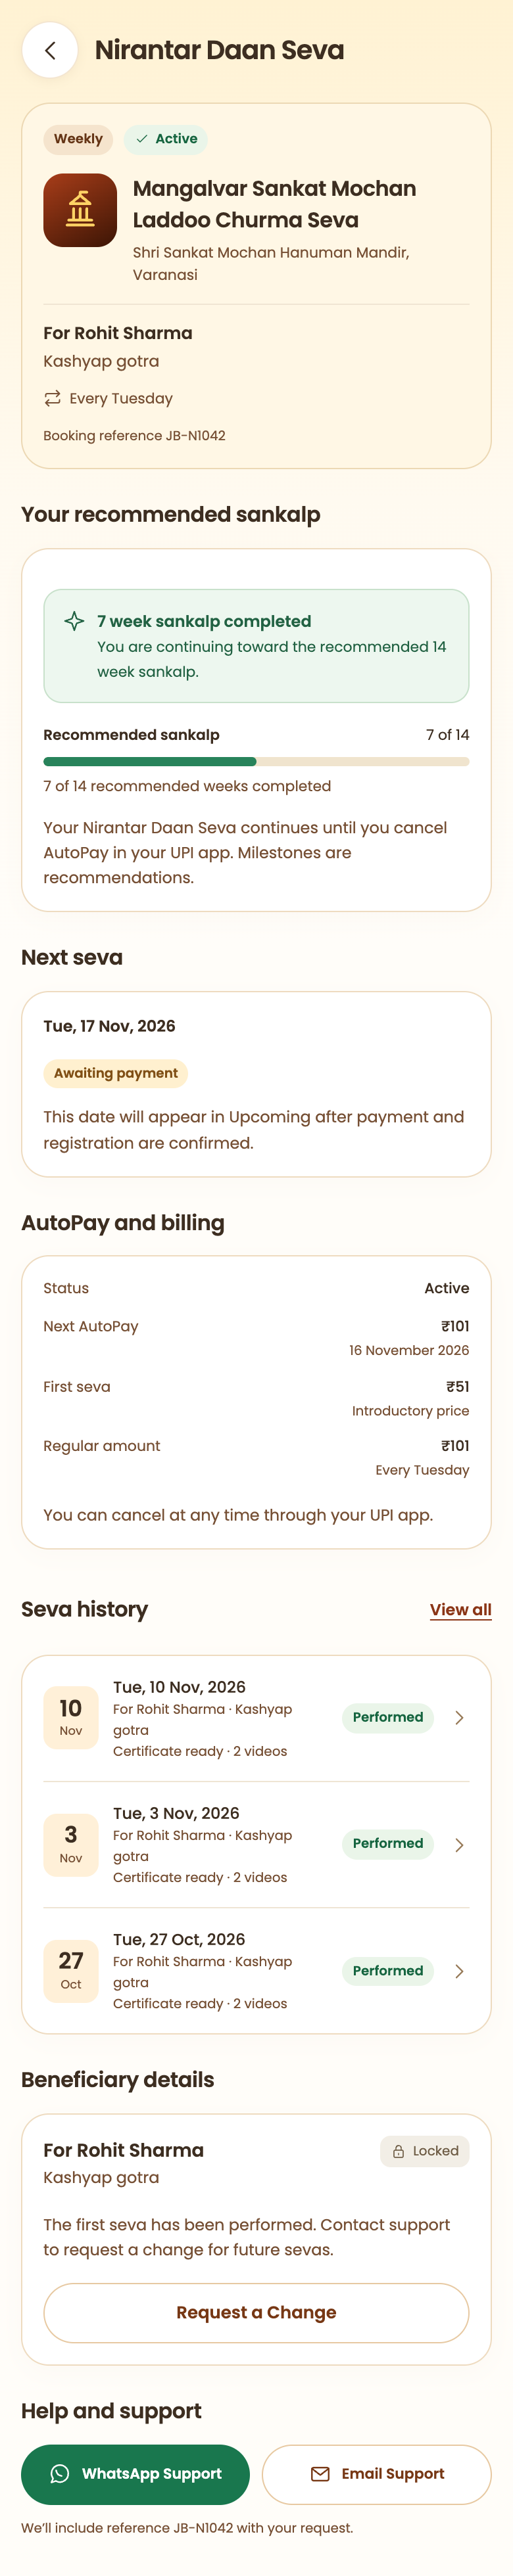 Nirantar Daan Seva
Weekly
Active
Mangalvar Sankat Mochan
Laddoo Churma Seva
Shri Sankat Mochan Hanuman Mandir,
Varanasi
For Rohit Sharma
Kashyap gotra
Every Tuesday
Booking reference JB-N1042
Your recommended sankalp
7 week sankalp completed
You are continuing toward the recommended 14
week sankalp.
Recommended sankalp
7 of 14
7 of 14 recommended weeks completed
Your Nirantar Daan Seva continues until you cancel
AutoPay in your UPI app. Milestones are
recommendations.
Next seva
Tue, 17 Nov, 2026
Awaiting payment
This date will appear in Upcoming after payment and
registration are confirmed.
AutoPay and billing
Status
Active
Next AutoPay
₹101
16 November 2026
First seva
₹51
Introductory price
Regular amount
₹101
Every Tuesday
You can cancel at any time through your UPI app.
Seva history
View all
10
Nov
Tue, 10 Nov, 2026
For Rohit Sharma · Kashyap
gotra
Certificate ready · 2 videos
Performed
3
Nov
Tue, 3 Nov, 2026
For Rohit Sharma · Kashyap
gotra
Certificate ready · 2 videos
Performed
27
Oct
Tue, 27 Oct, 2026
For Rohit Sharma · Kashyap
gotra
Certificate ready · 2 videos
Performed
Beneficiary details
For Rohit Sharma
Locked
Kashyap gotra
The first seva has been performed. Contact support
to request a change for future sevas.
Request a Change
Help and support
WhatsApp Support
Email Support
We'll include reference JB-N1042 with your request.